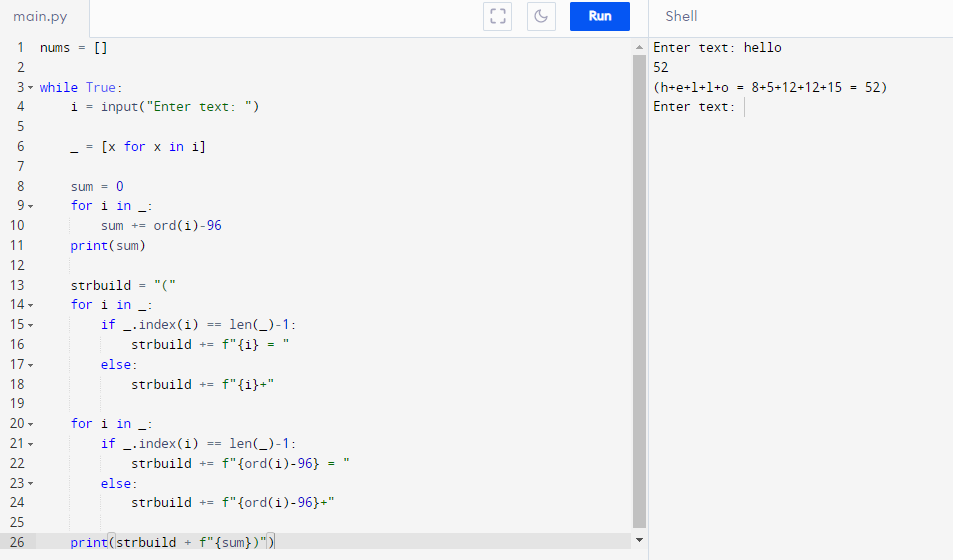 main.py
Run
Shell
1 nums = []
2
3 while True:
4     i = input("Enter text: ")
5
6     _ = [x for x in i]
7
8     sum = 0
9     for i in _:
10         sum += ord(i)-96
11     print(sum)
12
13     strbuild = "("
14     for i in _:
15         if _.index(i) == len(_)-1:
16             strbuild += f"{i} = "
17         else:
18             strbuild += f"{i}+"
19
20     for i in _:
21         if _.index(i) == len(_)-1:
22             strbuild += f"{ord(i)-96} = "
23         else:
24             strbuild += f"{ord(i)-96}+"
25
26     print(strbuild + f"{sum})")
Enter text: hello
52
(h+e+l+l+o = 8+5+12+12+15 = 52)
Enter text: